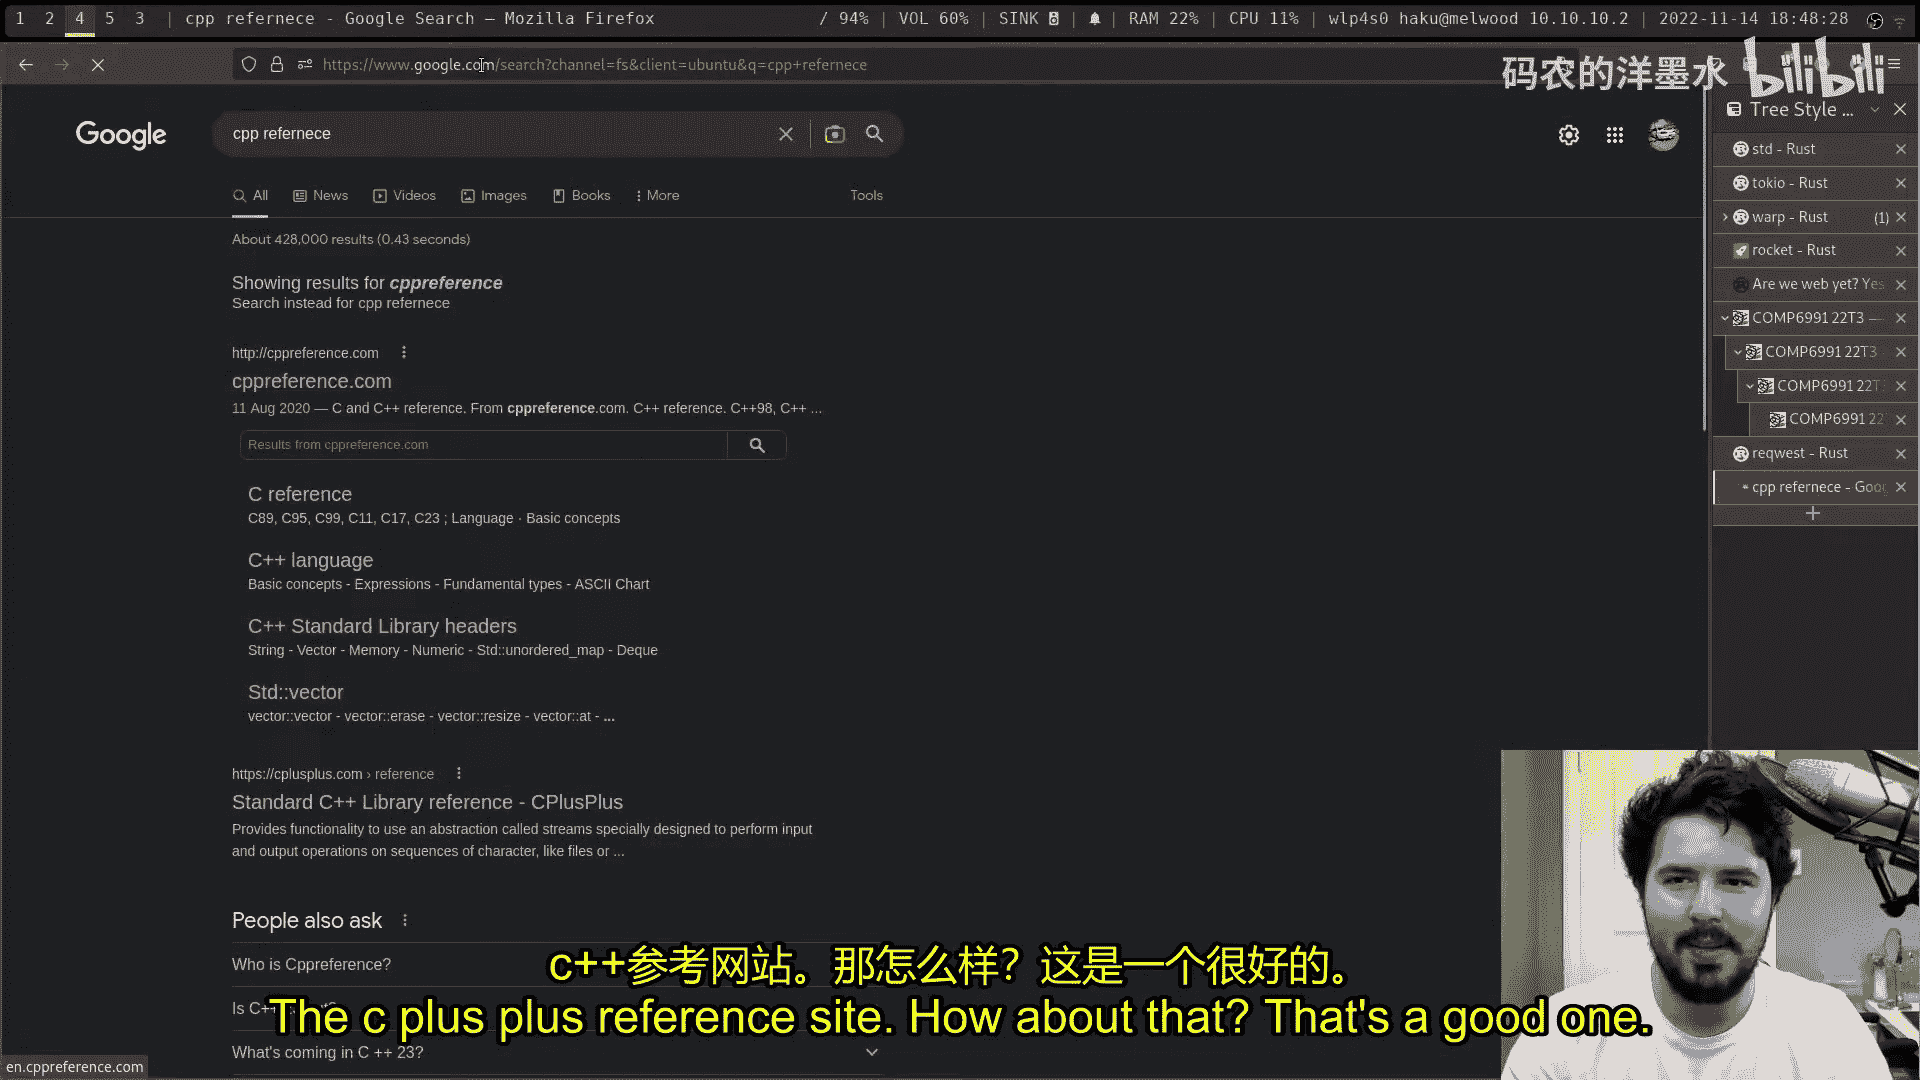 1 2 4 5 3 | cpp refernece - Google Search — Mozilla Firefox / 94% | VOL 60% | SINK | | RAM 22% | CPU 11% | wlp4s0 haku@melwood 10.10.10.2 | 2022-11-14 18:48:28
https://www.google.com/search?channel=fs&client=ubuntu&q=cpp+refernece
码农的洋墨水 bilibili
Tree Style ...
Google
cpp refernece
std - Rust
tokio - Rust
warp - Rust (1)
rocket - Rust
Are we web yet? Yes
COMP6991 22T3 —
COMP6991 22T3
COMP6991 22T
COMP6991 22
reqwest - Rust
cpp refernece - Goo
All News Videos Images Books More Tools
About 428,000 results (0.43 seconds)
Showing results for cppreference
Search instead for cpp refernece
http://cppreference.com
cppreference.com
11 Aug 2020 — C and C++ reference. From cppreference.com. C++ reference. C++98, C++ ...
Results from cppreference.com
C reference
C89, C95, C99, C11, C17, C23 ; Language · Basic concepts
C++ language
Basic concepts - Expressions - Fundamental types - ASCII Chart
C++ Standard Library headers
String - Vector - Memory - Numeric - Std::unordered_map - Deque
Std::vector
vector::vector - vector::erase - vector::resize - vector::at - ...
https://cplusplus.com › reference
Standard C++ Library reference - CPlusPlus
Provides functionality to use an abstraction called streams specially designed to perform input
and output operations on sequences of character, like files or ...
People also ask
Who is Cppreference?
Is C+
What's coming in C ++ 23?
c++参考网站。那怎么样？这是一个很好的。
The c plus plus reference site. How about that? That's a good one.
en.cppreference.com